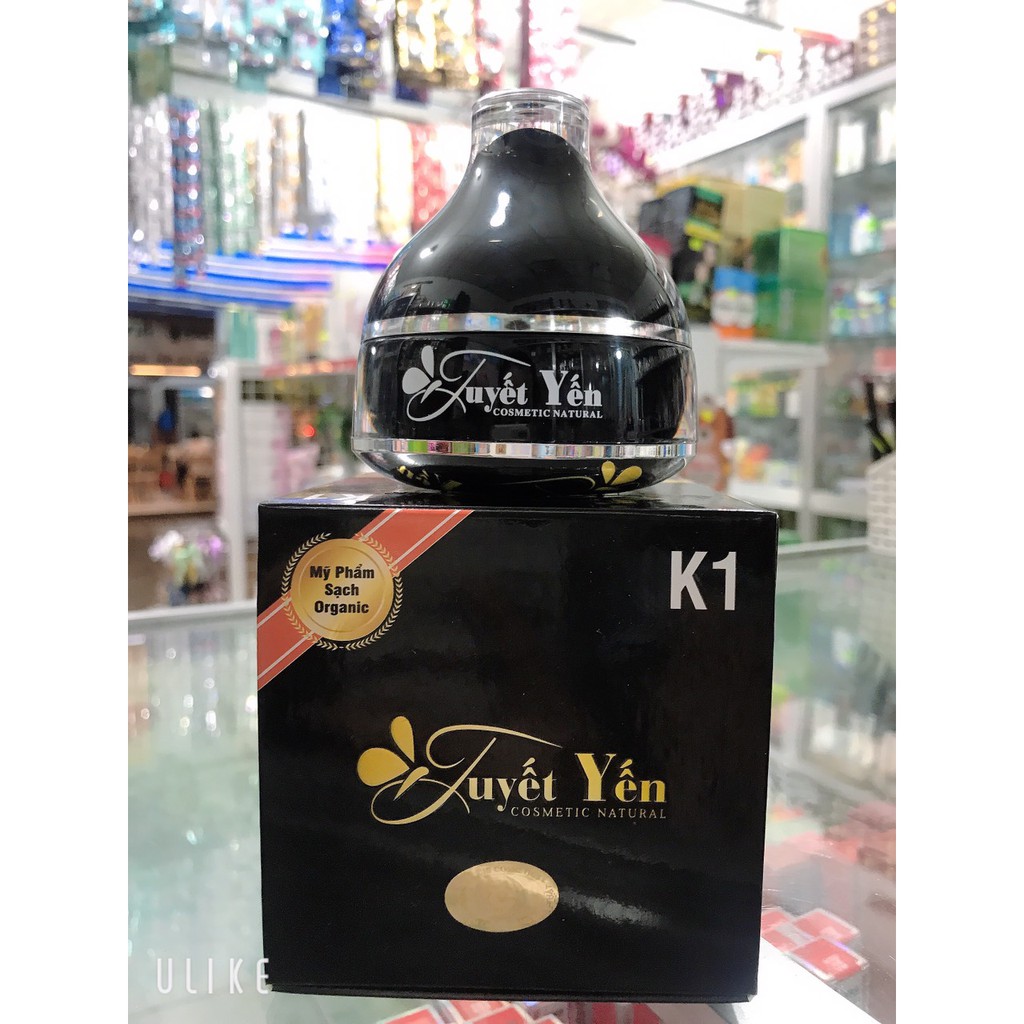 Tuyết Yến
COSMETIC NATURAL
Mỹ Phẩm
Sạch
Organic
K1
Tuyết Yến
COSMETIC NATURAL
ULIKE